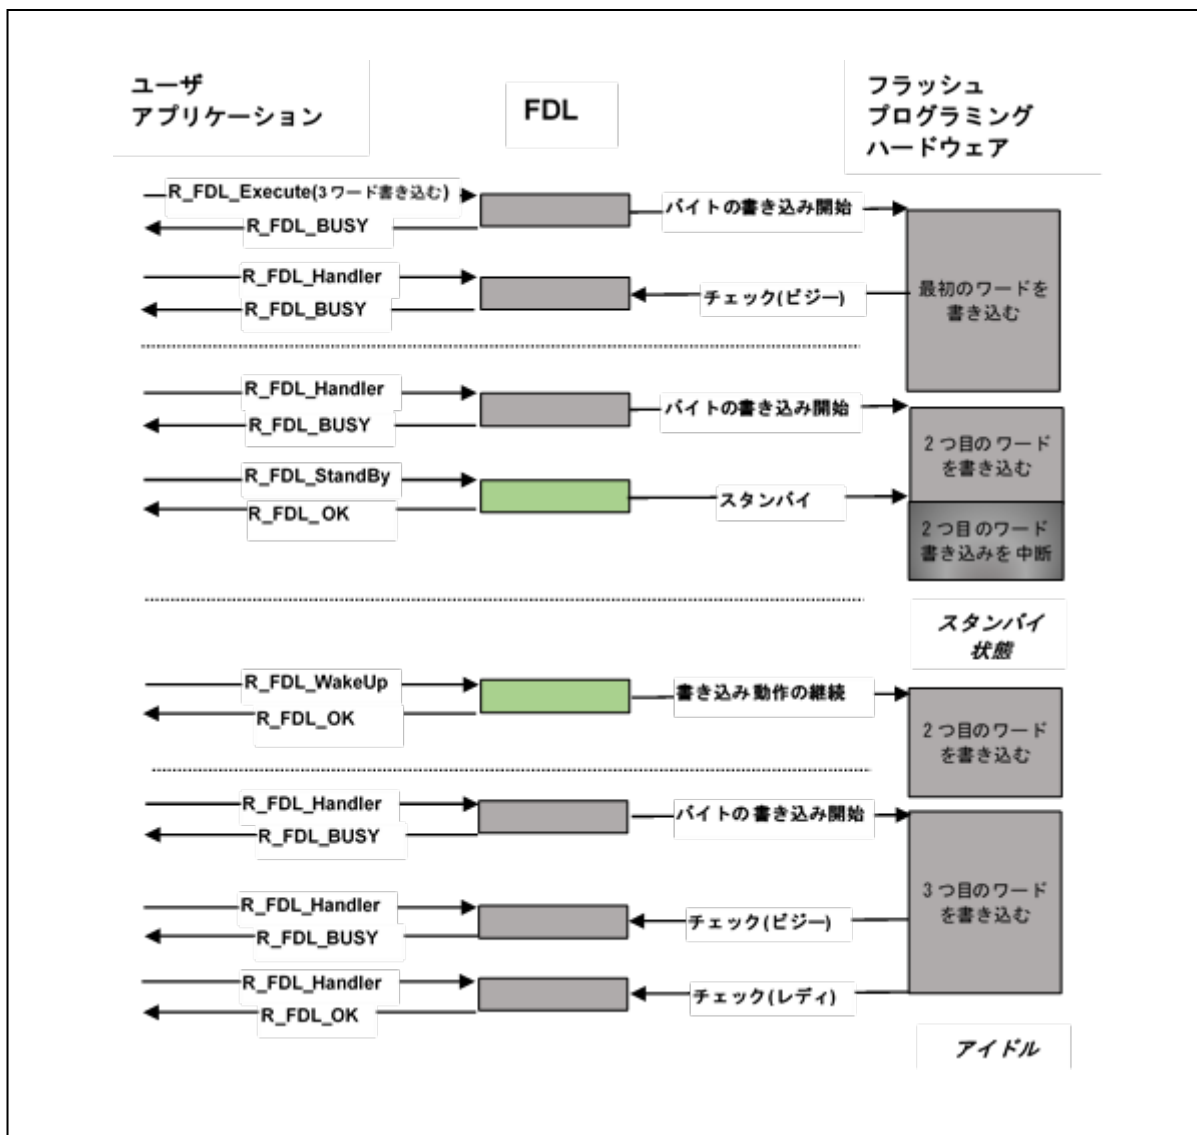 ユーザ
アプリケーション
FDL
フラッシュ
プログラミング
ハードウェア
R_FDL_Execute(3ワード書き込む)
バイトの書き込み開始
R_FDL_BUSY
R_FDL_Handler
チェック(ビジー)
R_FDL_BUSY
最初のワードを
書き込む
R_FDL_Handler
バイトの書き込み開始
R_FDL_BUSY
2つ目のワード
を書き込む
R_FDL_StandBy
スタンバイ
R_FDL_OK
2つ目のワード
書き込みを中断
スタンバイ
状態
R_FDL_WakeUp
書き込み動作の継続
R_FDL_OK
2つ目のワード
を書き込む
R_FDL_Handler
バイトの書き込み開始
R_FDL_BUSY
3つ目のワード
を書き込む
R_FDL_Handler
チェック(ビジー)
R_FDL_BUSY
R_FDL_Handler
チェック(レディ)
R_FDL_OK
アイドル